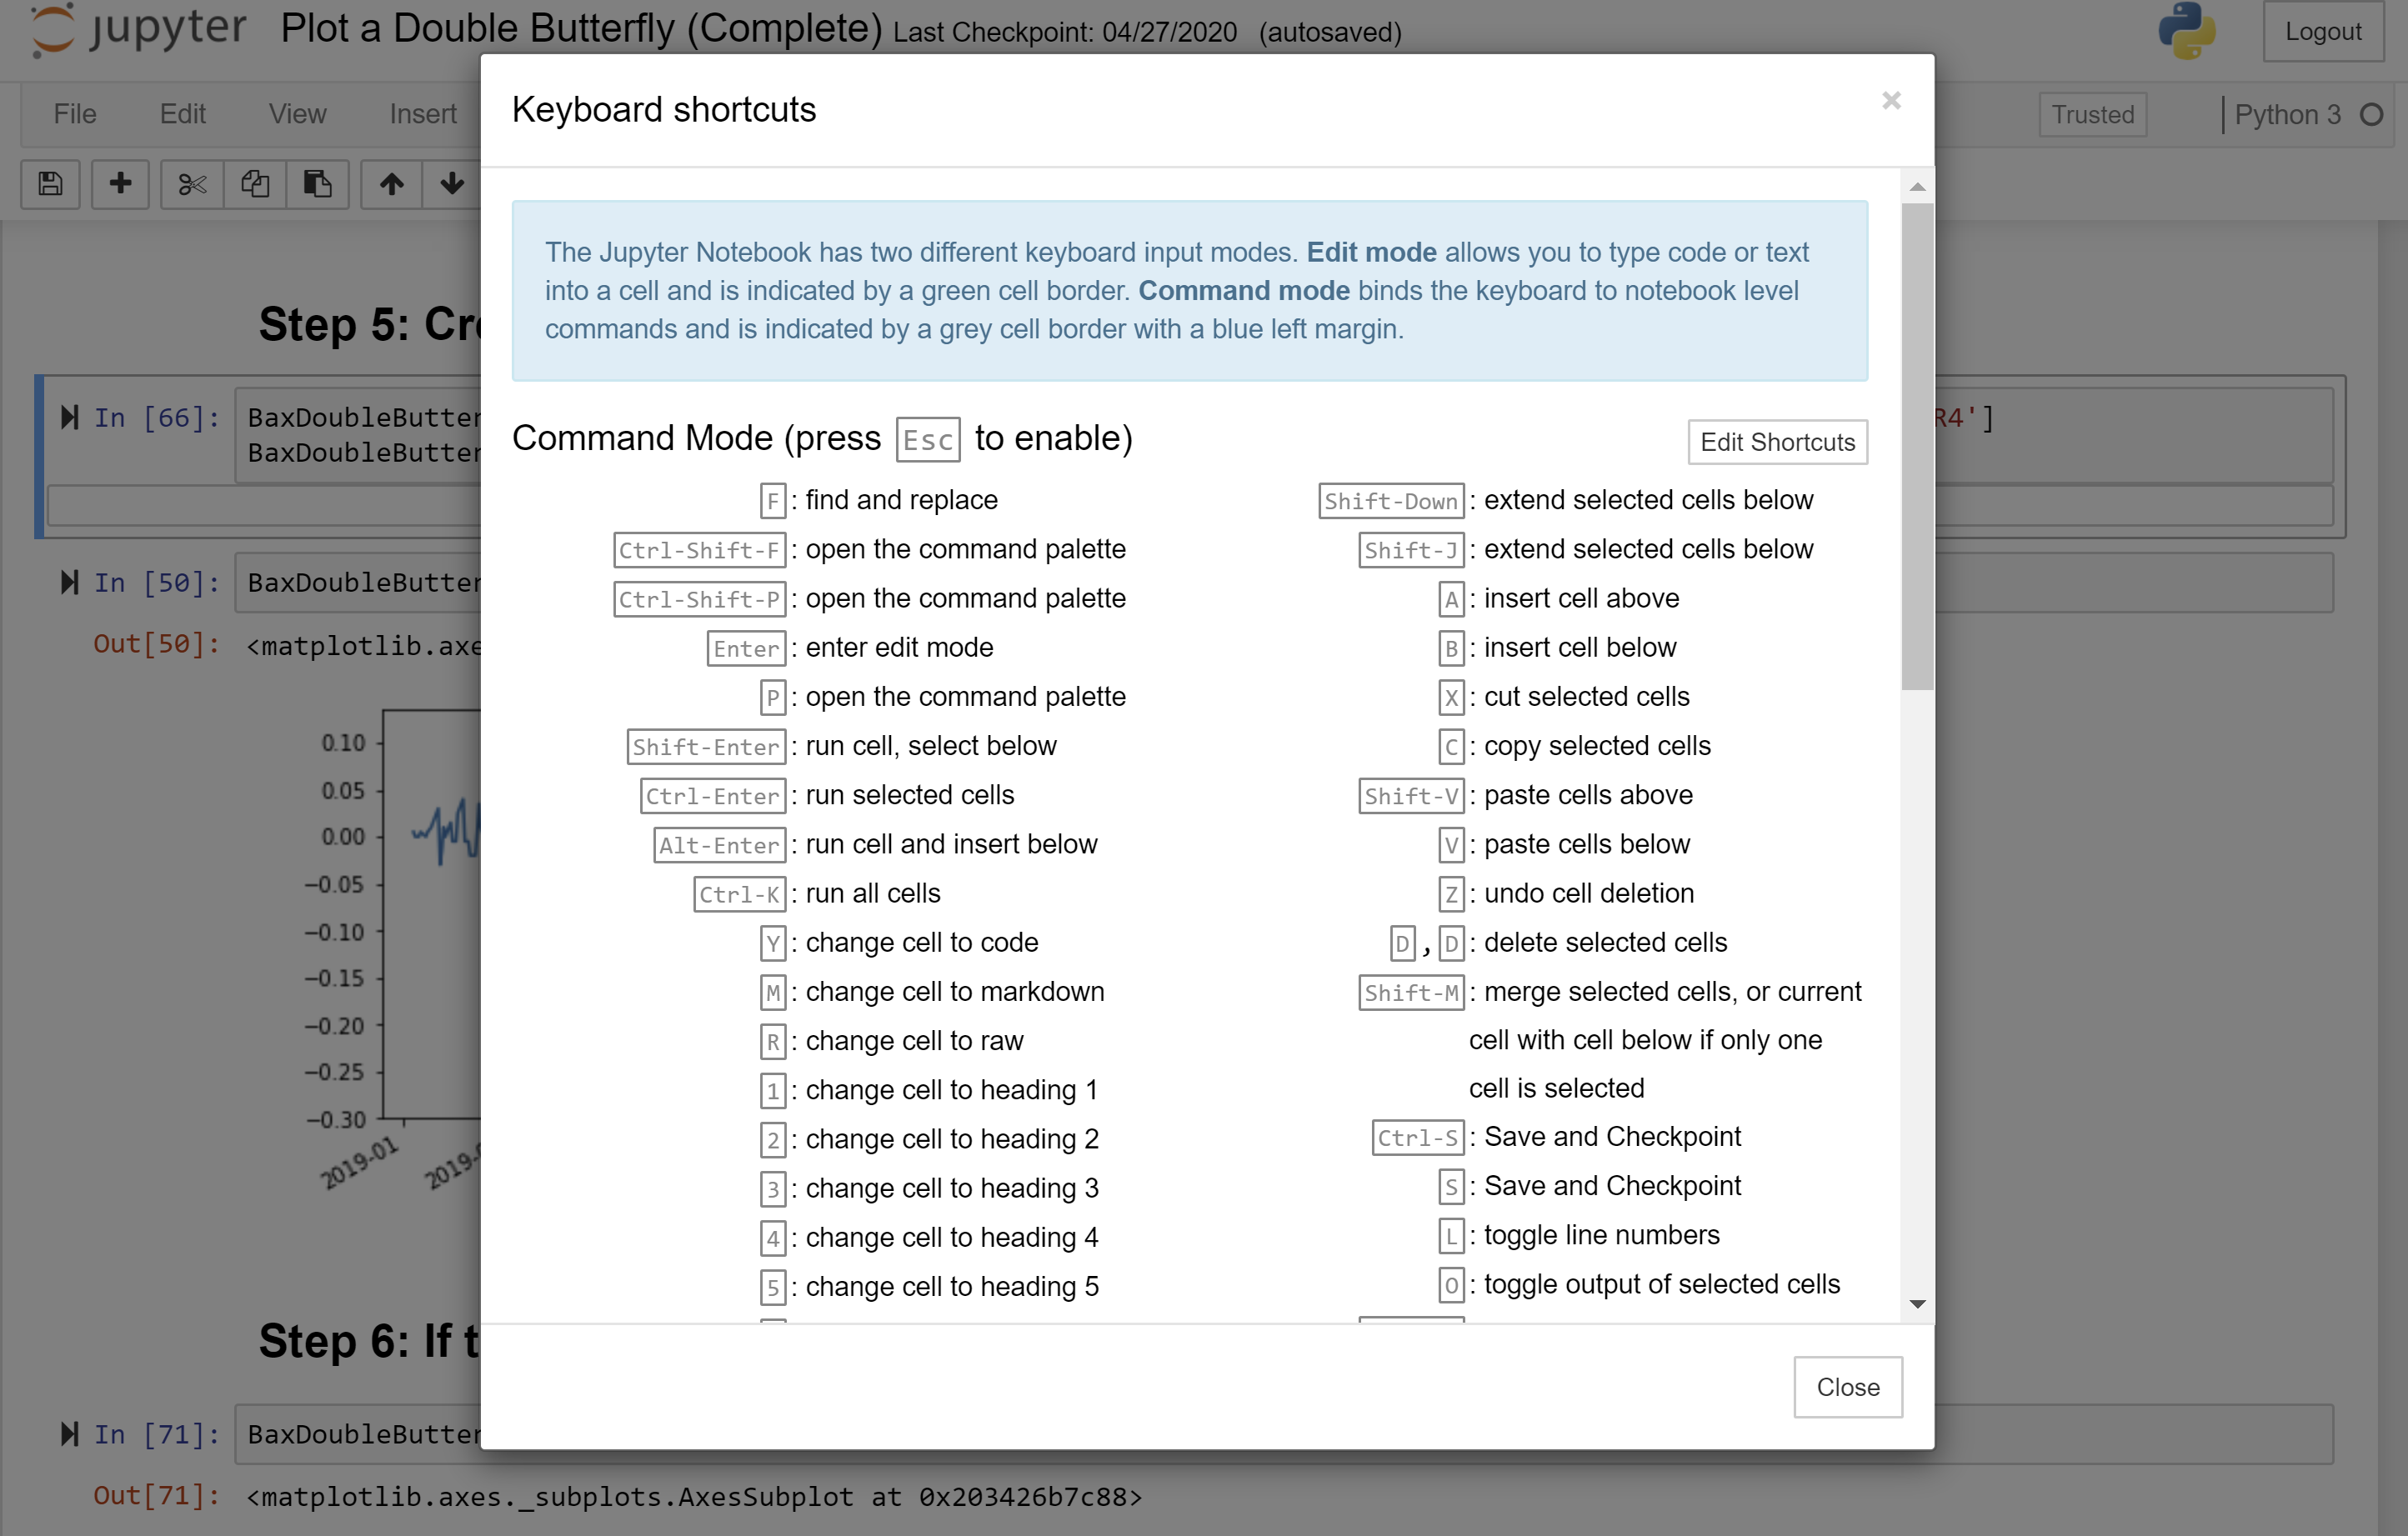 jupyter Plot a Double Butterfly (Complete) Last Checkpoint: 04/27/2020 (autosaved)
Logout
File Edit View Insert
Trusted
Python 3
Keyboard shortcuts
×
The Jupyter Notebook has two different keyboard input modes. Edit mode allows you to type code or text
into a cell and is indicated by a green cell border. Command mode binds the keyboard to notebook level
commands and is indicated by a grey cell border with a blue left margin.
Command Mode (press Esc to enable)
Edit Shortcuts
F : find and replace
Ctrl-Shift-F : open the command palette
Ctrl-Shift-P : open the command palette
Enter : enter edit mode
P : open the command palette
Shift-Enter : run cell, select below
Ctrl-Enter : run selected cells
Alt-Enter : run cell and insert below
Ctrl-K : run all cells
Y : change cell to code
M : change cell to markdown
R : change cell to raw
1 : change cell to heading 1
2 : change cell to heading 2
3 : change cell to heading 3
4 : change cell to heading 4
5 : change cell to heading 5
Shift-Down : extend selected cells below
Shift-J : extend selected cells below
A : insert cell above
B : insert cell below
X : cut selected cells
C : copy selected cells
Shift-V : paste cells above
V : paste cells below
Z : undo cell deletion
D , D : delete selected cells
Shift-M : merge selected cells, or current
cell with cell below if only one
cell is selected
Ctrl-S : Save and Checkpoint
S : Save and Checkpoint
L : toggle line numbers
O : toggle output of selected cells
Close
Step 5: Cre
In [66]: BaxDoubleButter
R4']
BaxDoubleButter
In [50]: BaxDoubleButter
Out[50]: <matplotlib.axe
0.10
0.05
0.00
−0.05
−0.10
−0.15
−0.20
−0.25
−0.30
2019-01
2019-
Step 6: If t
In [71]: BaxDoubleButter
Out[71]: <matplotlib.axes._subplots.AxesSubplot at 0x203426b7c88>